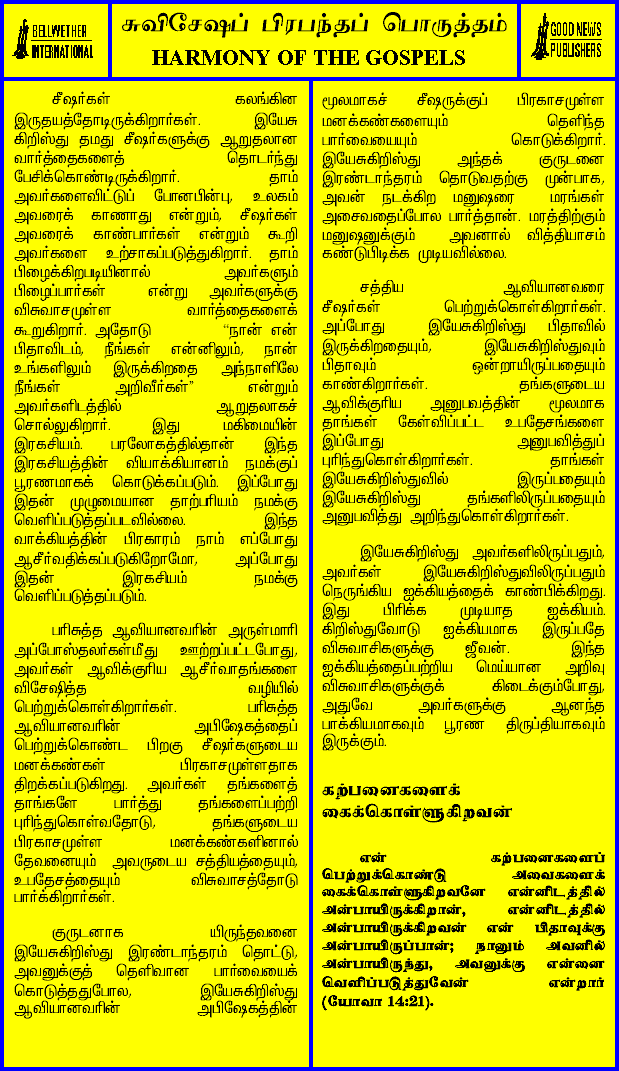 BELLWETHER
INTERNATIONAL
சுவிசேஷப் பிரபந்தப் பொருத்தம்
HARMONY OF THE GOSPELS
GOOD NEWS
PUBLISHERS
சீஷர்கள் கலங்கின
இருதயத்தோடிருக்கிறார்கள். இயேசு
கிறிஸ்து தமது சீஷர்களுக்கு ஆறுதலான
வார்த்தைகளைத் தொடர்ந்து
பேசிக்கொண்டிருக்கிறார். தாம்
அவர்களைவிட்டுப் போனபின்பு, உலகம்
அவரைக் காணாது என்றும், சீஷர்கள்
அவரைக் காண்பார்கள் என்றும் கூறி
அவர்களை உற்சாகப்படுத்துகிறார். தாம்
பிழைக்கிறபடியினால் அவர்களும்
பிழைப்பார்கள் என்று அவர்களுக்கு
விசுவாசமுள்ள வார்த்தைகளைக்
கூறுகிறார். அதோடு “நான் என்
பிதாவிடம், நீங்கள் என்னிலும், நான்
உங்களிலும் இருக்கிறதை அந்நாளிலே
நீங்கள் அறிவீர்கள்” என்றும்
அவர்களிடத்தில் ஆறுதலாகச்
சொல்லுகிறார். இது மகிமையின்
இரகசியம். பரலோகத்தில்தான் இந்த
இரகசியத்தின் வியாக்கியானம் நமக்குப்
பூரணமாகக் கொடுக்கப்படும். இப்போது
இதன் முழுமையான தாற்பரியம் நமக்கு
வெளிப்படுத்தப்படவில்லை. இந்த
வாக்கியத்தின் பிரகாரம் நாம் எப்போது
ஆசீர்வதிக்கப்படுகிறோமோ, அப்போது
இதன் இரகசியம் நமக்கு
வெளிப்படுத்தப்படும்.
பரிசுத்த ஆவியானவரின் அருள்மாரி
அப்போஸ்தலர்கள்மீது ஊற்றப்பட்டபோது,
அவர்கள் ஆவிக்குரிய ஆசீர்வாதங்களை
விசேஷித்த வழியில்
பெற்றுக்கொள்கிறார்கள். பரிசுத்த
ஆவியானவரின் அபிஷேகத்தைப்
பெற்றுக்கொண்ட பிறகு சீஷர்களுடைய
மனக்கண்கள் பிரகாசமுள்ளதாக
திறக்கப்படுகிறது. அவர்கள் தங்களைத்
தாங்களே பார்த்து தங்களைப்பற்றி
புரிந்துகொள்வதோடு, தங்களுடைய
பிரகாசமுள்ள மனக்கண்களினால்
தேவனையும் அவருடைய சத்தியத்தையும்,
உபதேசத்தையும் விசுவாசத்தோடு
பார்க்கிறார்கள்.
குருடனாக யிருந்தவனை
இயேசுகிறிஸ்து இரண்டாந்தரம் தொட்டு,
அவனுக்குத் தெளிவான பார்வையைக்
கொடுத்ததுபோல, இயேசுகிறிஸ்து
ஆவியானவரின் அபிஷேகத்தின்
மூலமாகச் சீஷருக்குப் பிரகாசமுள்ள
மனக்கண்களையும் தெளிந்த
பார்வையையும் கொடுக்கிறார்.
இயேசுகிறிஸ்து அந்தக் குருடனை
இரண்டாந்தரம் தொடுவதற்கு முன்பாக,
அவன் நடக்கிற மனுஷரை மரங்கள்
அசைவதைப்போல பார்த்தான். மரத்திற்கும்
மனுஷனுக்கும் அவனால் வித்தியாசம்
கண்டுபிடிக்க முடியவில்லை.
சத்திய ஆவியானவரை
சீஷர்கள் பெற்றுக்கொள்கிறார்கள்.
அப்போது இயேசுகிறிஸ்து பிதாவில்
இருக்கிறதையும், இயேசுகிறிஸ்துவும்
பிதாவும் ஒன்றாயிருப்பதையும்
காண்கிறார்கள். தங்களுடைய
ஆவிக்குரிய அனுபவத்தின் மூலமாக
தாங்கள் கேள்விப்பட்ட உபதேசங்களை
இப்போது அனுபவித்துப்
புரிந்துகொள்கிறார்கள். தாங்கள்
இயேசுகிறிஸ்துவில் இருப்பதையும்
இயேசுகிறிஸ்து தங்களிலிருப்பதையும்
அனுபவித்து அறிந்துகொள்கிறார்கள்.
இயேசுகிறிஸ்து அவர்களிலிருப்பதும்,
அவர்கள் இயேசுகிறிஸ்துவிலிருப்பதும்
நெருங்கிய ஐக்கியத்தைக் காண்பிக்கிறது.
இது பிரிக்க முடியாத ஐக்கியம்.
கிறிஸ்துவோடு ஐக்கியமாக இருப்பதே
விசுவாசிகளுக்கு ஜீவன். இந்த
ஐக்கியத்தைப்பற்றிய மெய்யான அறிவு
விசுவாசிகளுக்குக் கிடைக்கும்போது,
அதுவே அவர்களுக்கு ஆனந்த
பாக்கியமாகவும் பூரண திருப்தியாகவும்
இருக்கும்.
கற்பனைகளைக்
கைக்கொள்ளுகிறவன்
என் கற்பனைகளைப்
பெற்றுக்கொண்டு அவைகளைக்
கைக்கொள்ளுகிறவனே என்னிடத்தில்
அன்பாயிருக்கிறான், என்னிடத்தில்
அன்பாயிருக்கிறவன் என் பிதாவுக்கு
அன்பாயிருப்பான்; நானும் அவனில்
அன்பாயிருந்து, அவனுக்கு என்னை
வெளிப்படுத்துவேன் என்றார்
(யோவா 14:21).